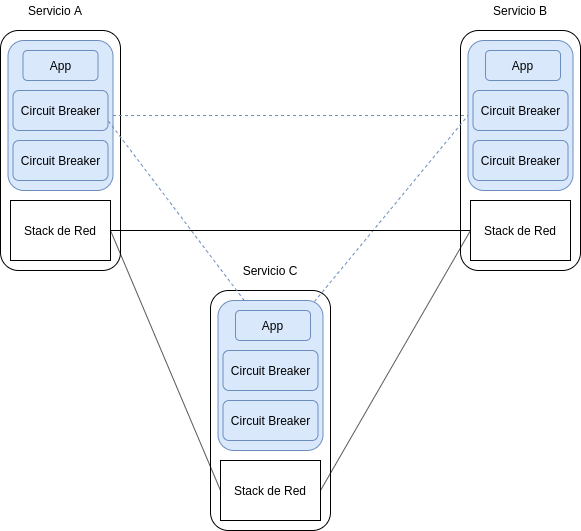 Servicio A
App
Circuit Breaker
Circuit Breaker
Stack de Red
Servicio B
App
Circuit Breaker
Circuit Breaker
Stack de Red
Servicio C
App
Circuit Breaker
Circuit Breaker
Stack de Red